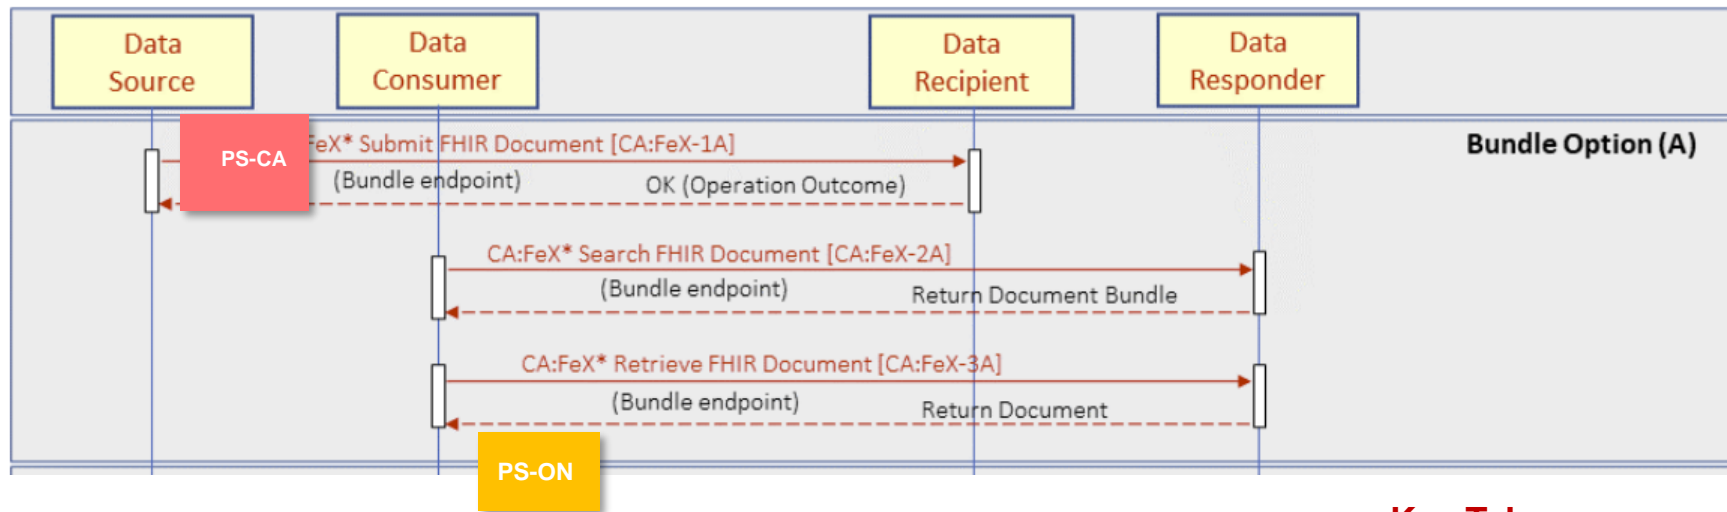 Data
Source
Data
Consumer
Data
Recipient
Data
Responder
Bundle Option (A)
PS-CA
FeX* Submit FHIR Document [CA:FeX-1A]
(Bundle endpoint)
OK (Operation Outcome)
CA:FeX* Search FHIR Document [CA:FeX-2A]
(Bundle endpoint)
Return Document Bundle
CA:FeX* Retrieve FHIR Document [CA:FeX-3A]
(Bundle endpoint)
Return Document
PS-ON